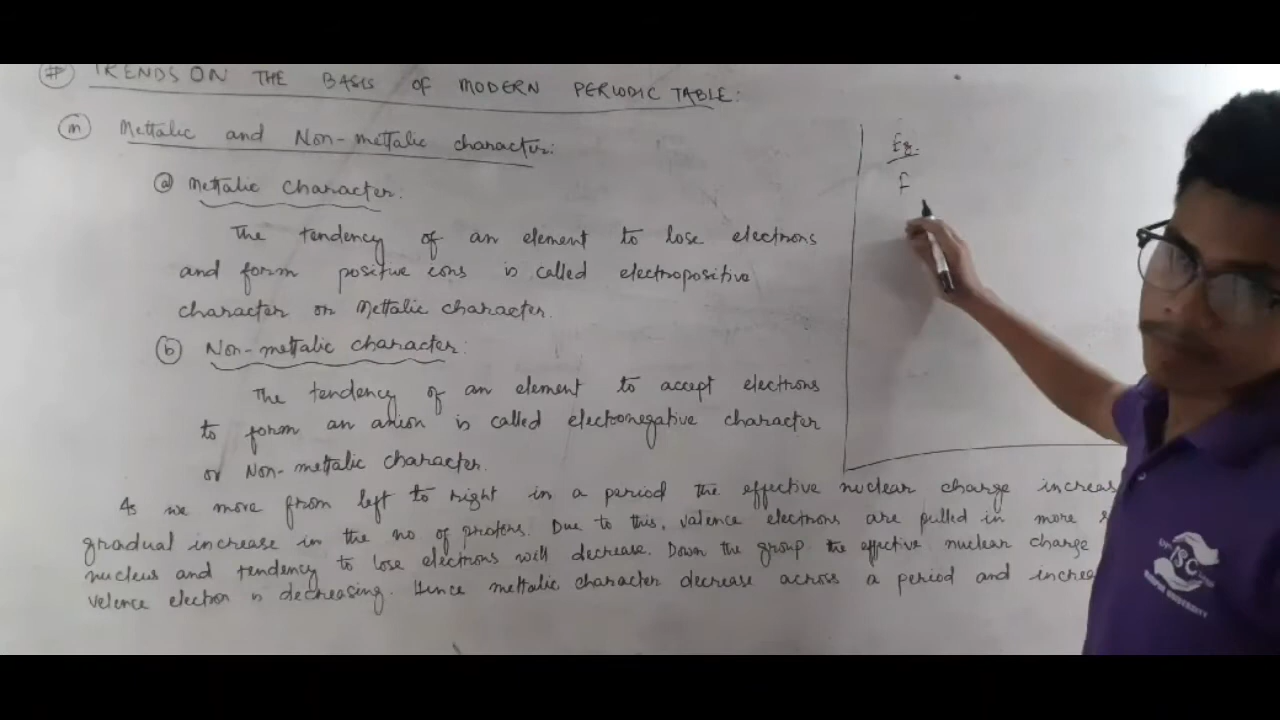 # TRENDS ON THE BASIS OF MODERN PERIODIC TABLE:
m Mettalic and Non-mettalic character:
a Mettalic character:
The tendency of an element to lose electrons
and form positive ions is called electropositive
character or Mettalic character.
b Non-mettalic character:
The tendency of an element to accept electrons
to form an anion is called electronegative character
or Non-mettalic character.
As we move from left to right in a period the effective nuclear charge increas
gradual increase in the no of protons. Due to this, valence electrons are pulled in more
nucleus and tendency to lose electrons will decrease. Down the group the effective nuclear charge
valence electron is decreasing. Hence mettalic character decrease across a period and increa
Eg.
F
ISC
UNIVERSITY